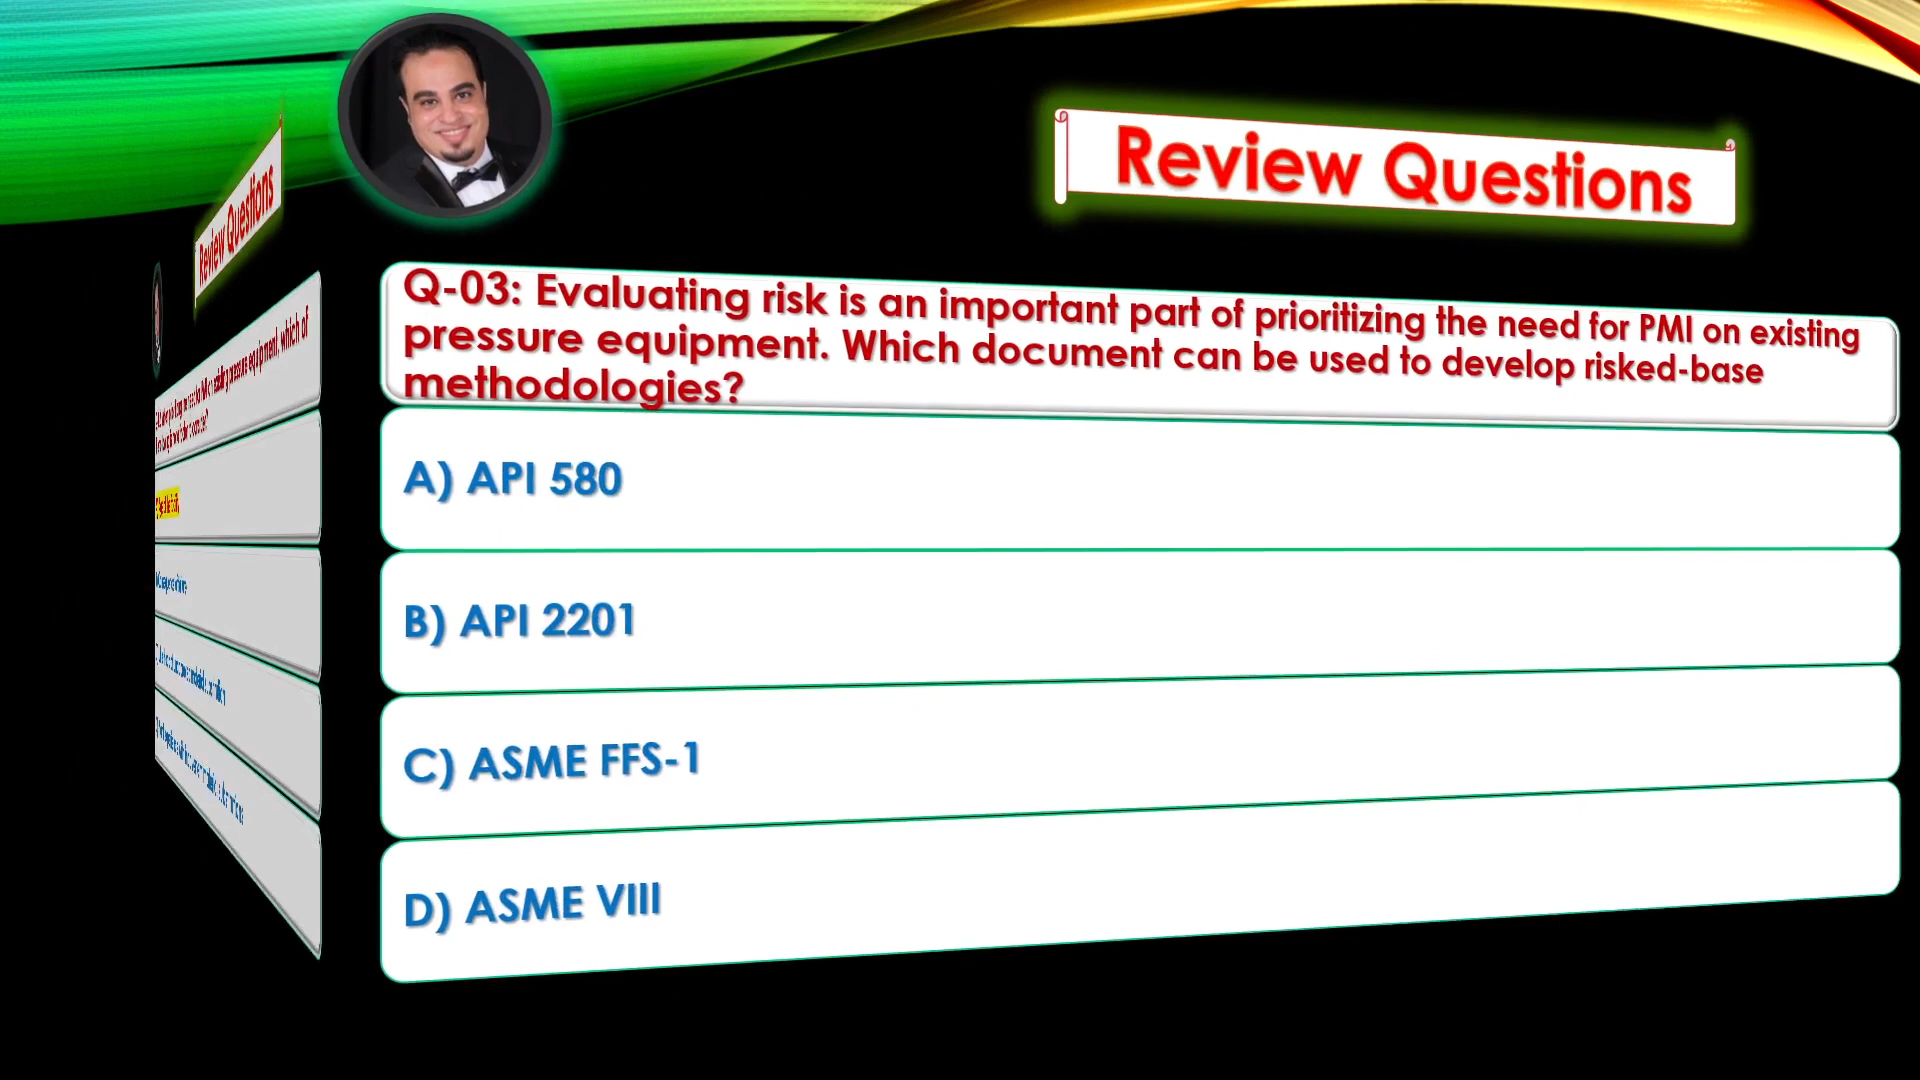 Review Questions
Review Questions
Q-03: Evaluating risk is an important part of prioritizing the need for PMI on existing
pressure equipment. Which document can be used to develop risked-base
methodologies?
A) API 580
B) API 2201
C) ASME FFS-1
D) ASME VIII